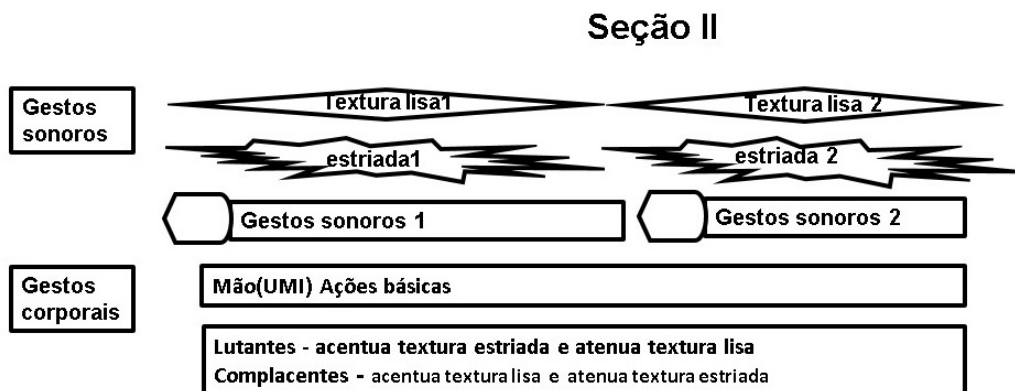 Seção II
Gestos
sonoros
Textura lisa1
Textura lisa 2
estriada1
estriada 2
Gestos sonoros 1
Gestos sonoros 2
Gestos
corporais
Mão(UMI) Ações básicas
Lutantes - acentua textura estriada e atenua textura lisa
Complacentes - acentua textura lisa e atenua textura estriada